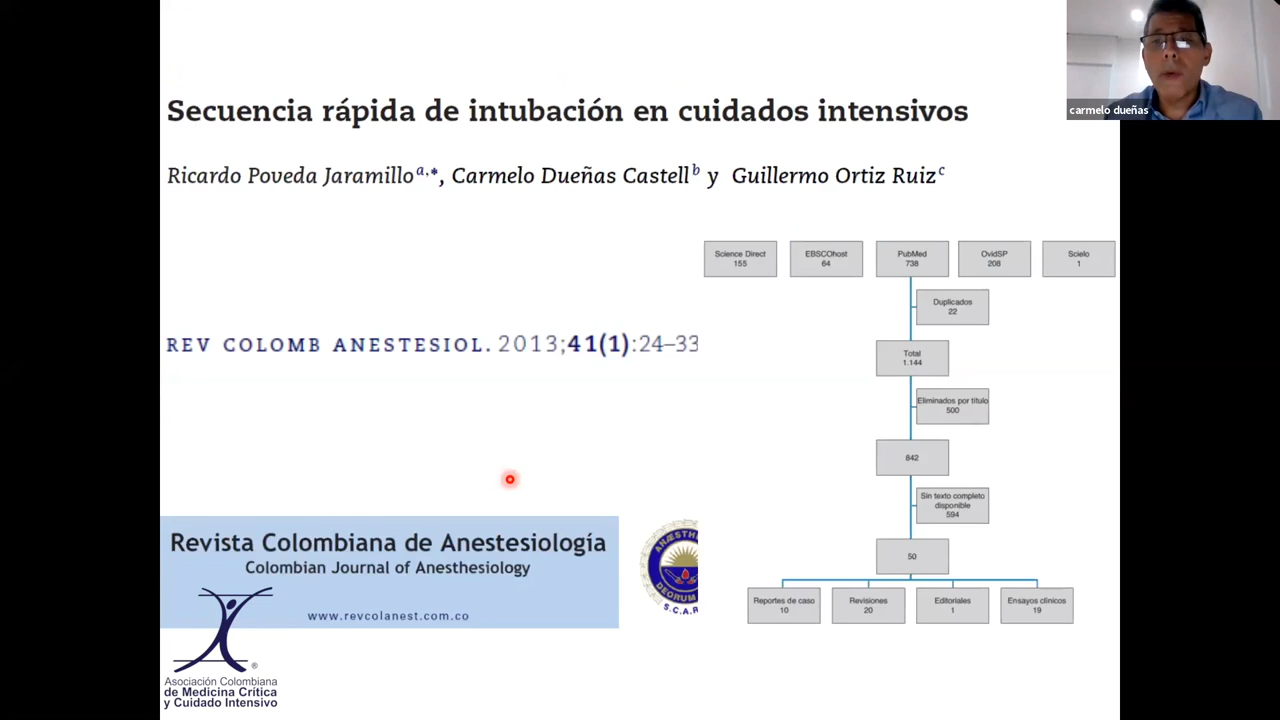 carmelo dueñas
Secuencia rápida de intubación en cuidados intensivos
Ricardo Poveda Jaramillo a,*, Carmelo Dueñas Castell b y Guillermo Ortiz Ruiz c
Science Direct
155
EBSCOhost
64
PubMed
738
OvidSP
208
Scielo
1
Duplicados
22
REV COLOMB ANESTESIOL. 2013;41(1):24–33
Total
1.144
Eliminados por título
500
842
Sin texto completo
disponible
594
50
Reportes de caso
10
Revisiones
20
Editoriales
1
Ensayos clínicos
19
Revista Colombiana de Anestesiología
Colombian Journal of Anesthesiology
www.revcolanest.com.co
DEORUM
S.C.A.R
®
Asociación Colombiana
de Medicina Crítica
y Cuidado Intensivo